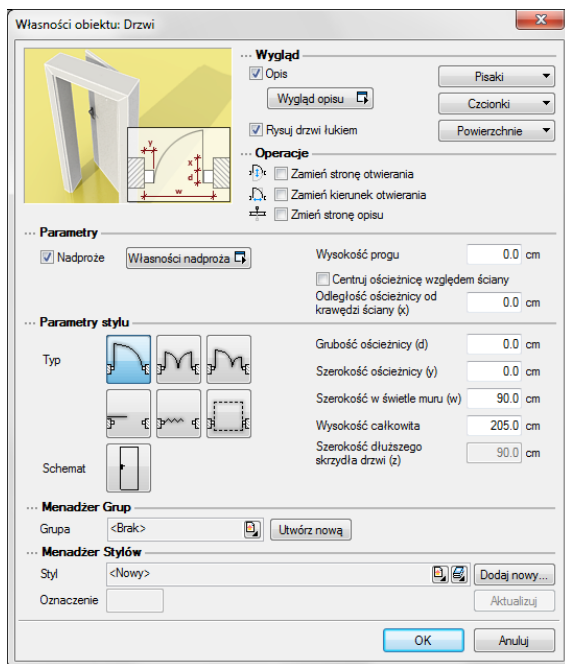 Własności obiektu: Drzwi
Wygląd
Opis
Pisaki
Wygląd opisu
Czcionki
Rysuj drzwi łukiem
Powierzchnie
Operacje
Zamień stronę otwierania
Zamień kierunek otwierania
Zmień stronę opisu
y
x
d
w
Parametry
Nadproże
Własności nadproża
Wysokość progu
0.0 cm
Centruj ościeżnicę względem ściany
Odległość ościeżnicy od
krawędzi ściany (x)
0.0 cm
Parametry stylu
Typ
Grubość ościeżnicy (d)
0.0 cm
Szerokość ościeżnicy (y)
0.0 cm
Szerokość w świetle muru (w)
90.0 cm
Wysokość całkowita
205.0 cm
Szerokość dłuższego
skrzydła drzwi (z)
90.0 cm
Schemat
Menadżer Grup
Grupa
<Brak>
Utwórz nową
Menadżer Stylów
Styl
<Nowy>
Dodaj nowy...
Oznaczenie
Aktualizuj
OK
Anuluj